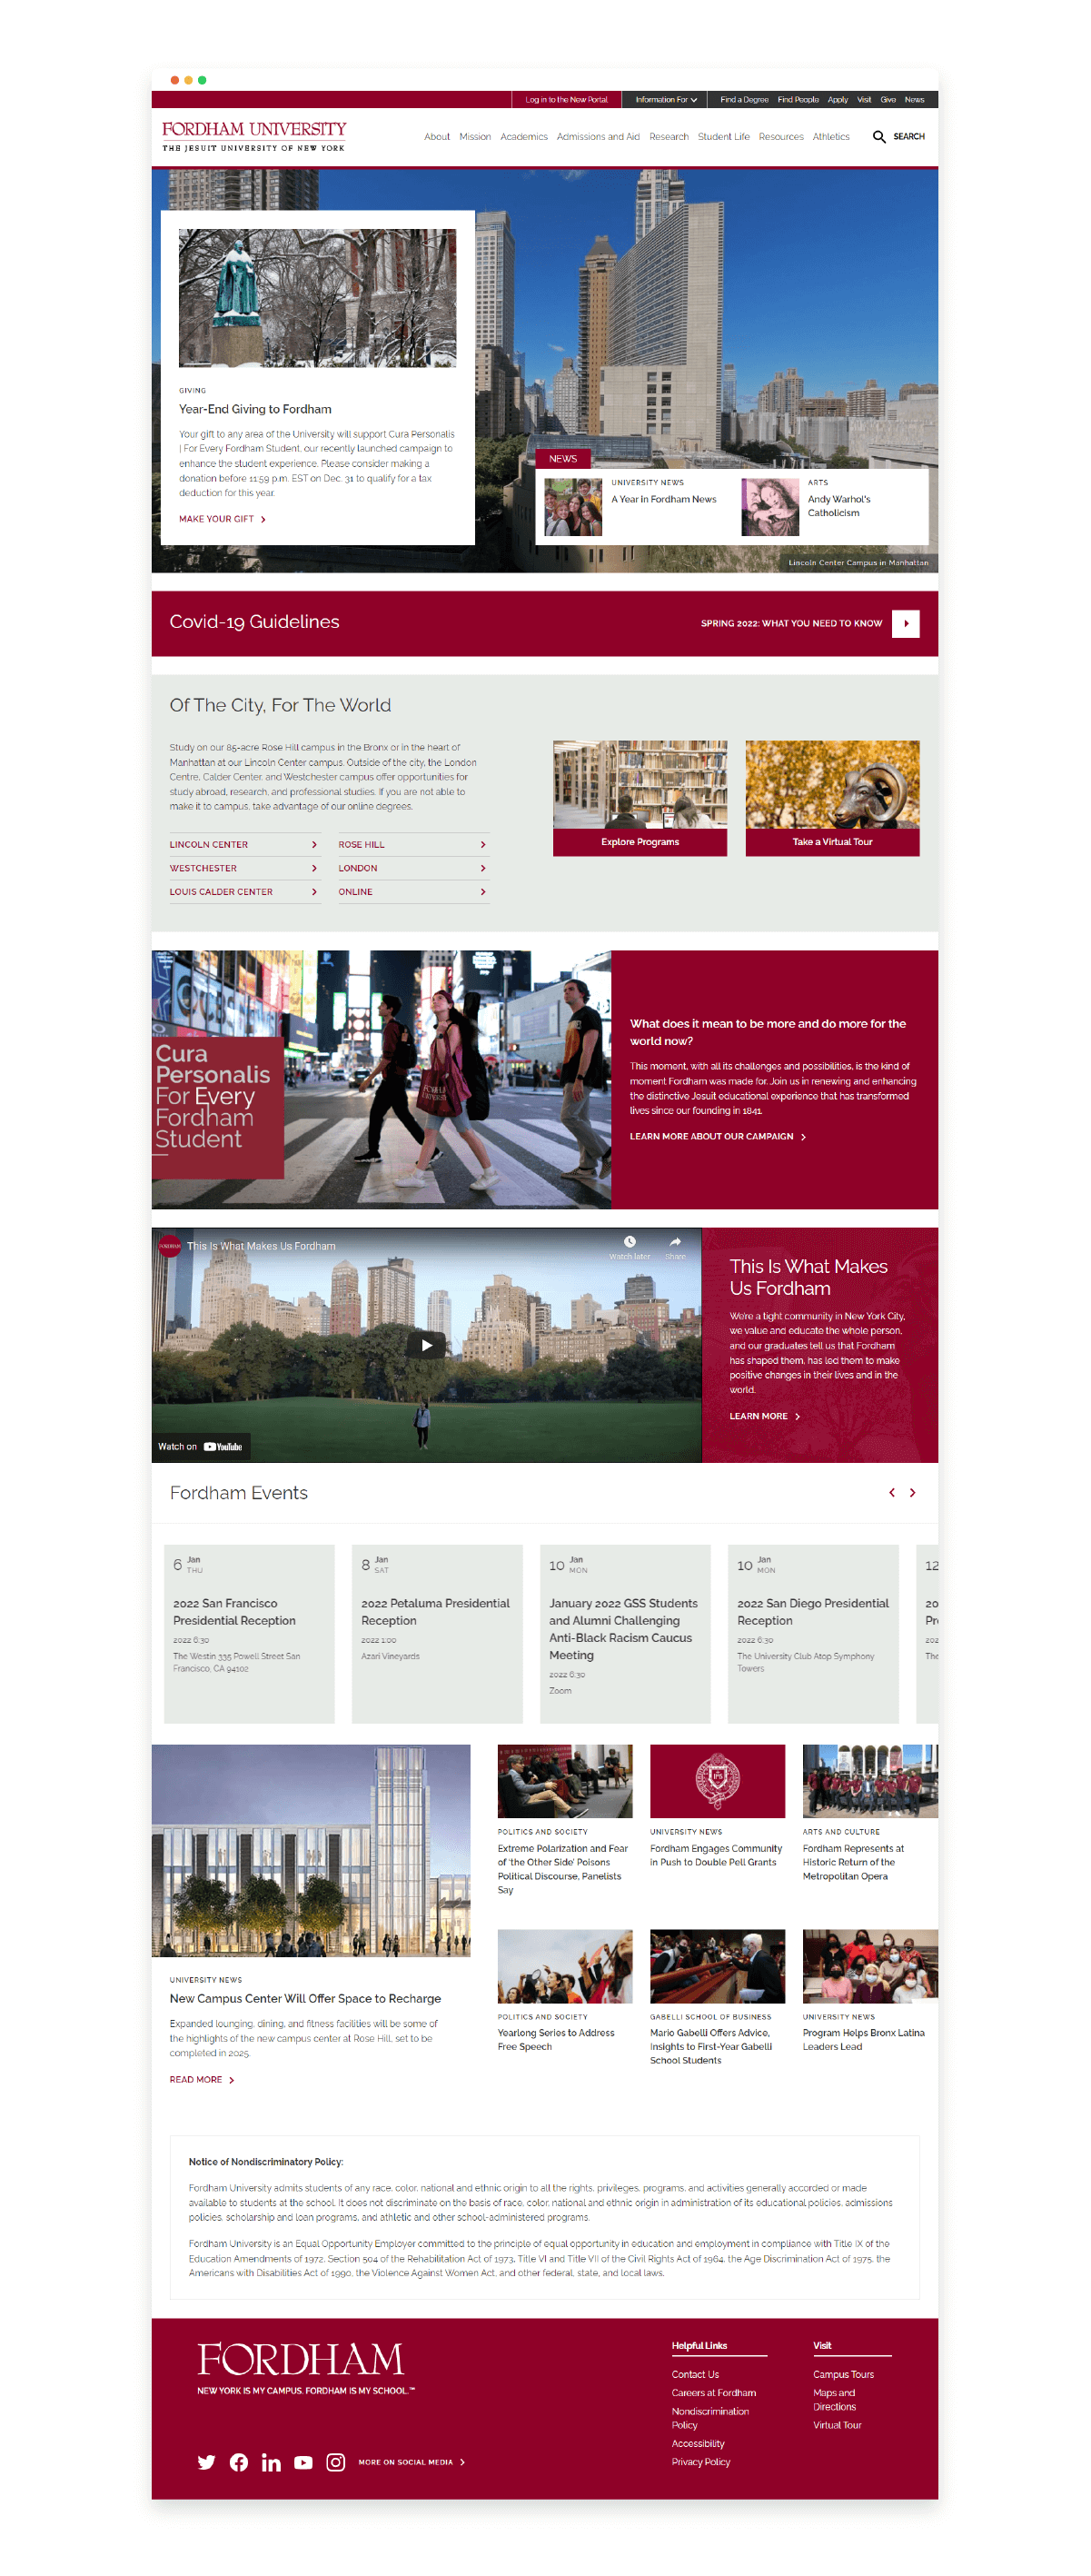 Log in to the New Portal
Information For
Find a Degree Find People Apply Visit Give News
FORDHAM UNIVERSITY
THE JESUIT UNIVERSITY OF NEW YORK
About Mission Academics Admissions and Aid Research Student Life Resources Athletics
SEARCH
GIVING
Year-End Giving to Fordham
Your gift to any area of the University will support Cura Personalis
| For Every Fordham Student, our recently launched campaign to
enhance the student experience. Please consider making a
donation before 11:59 p.m. EST on Dec. 31 to qualify for a tax
deduction for this year.
MAKE YOUR GIFT
NEWS
UNIVERSITY NEWS
A Year in Fordham News
ARTS
Andy Warhol's
Catholicism
Lincoln Center Campus in Manhattan
Covid-19 Guidelines
SPRING 2022: WHAT YOU NEED TO KNOW
Of The City, For The World
Study on our 85-acre Rose Hill campus in the Bronx or in the heart of
Manhattan at our Lincoln Center campus. Outside of the city, the London
Centre, Calder Center, and Westchester campus offer opportunities for
study abroad, research, and professional studies. If you are not able to
make it to campus, take advantage of our online degrees.
LINCOLN CENTER
ROSE HILL
WESTCHESTER
LONDON
LOUIS CALDER CENTER
ONLINE
Explore Programs
Take a Virtual Tour
Cura
Personalis
For Every
Fordham
Student
What does it mean to be more and do more for the
world now?
This moment, with all its challenges and possibilities, is the kind of
moment Fordham was made for. Join us in renewing and enhancing
the distinctive Jesuit educational experience that has transformed
lives since our founding in 1841.
LEARN MORE ABOUT OUR CAMPAIGN
FORDHAM
This Is What Makes Us Fordham
Watch later
Share
Watch on YouTube
This Is What Makes
Us Fordham
We're a tight community in New York City,
we value and educate the whole person,
and our graduates tell us that Fordham
has shaped them, has led them to make
positive changes in their lives and in the
world.
LEARN MORE
Fordham Events
6 Jan
THU
2022 San Francisco
Presidential Reception
2022 6:30
The Westin 335 Powell Street San
Francisco, CA 94102
8 Jan
SAT
2022 Petaluma Presidential
Reception
2022 1:00
Azari Vineyards
10 Jan
MON
January 2022 GSS Students
and Alumni Challenging
Anti-Black Racism Caucus
Meeting
2022 6:30
Zoom
10 Jan
MON
2022 San Diego Presidential
Reception
2022 6:30
The University Club Atop Symphony
Towers
12
20
Pr
202
The
UNIVERSITY NEWS
New Campus Center Will Offer Space to Recharge
Expanded lounging, dining, and fitness facilities will be some of
the highlights of the new campus center at Rose Hill, set to be
completed in 2025.
READ MORE
POLITICS AND SOCIETY
Extreme Polarization and Fear
of 'the Other Side' Poisons
Political Discourse, Panelists
Say
UNIVERSITY NEWS
Fordham Engages Community
in Push to Double Pell Grants
ARTS AND CULTURE
Fordham Represents at
Historic Return of the
Metropolitan Opera
POLITICS AND SOCIETY
Yearlong Series to Address
Free Speech
GABELLI SCHOOL OF BUSINESS
Mario Gabelli Offers Advice,
Insights to First-Year Gabelli
School Students
UNIVERSITY NEWS
Program Helps Bronx Latina
Leaders Lead
Notice of Nondiscriminatory Policy:
Fordham University admits students of any race, color, national and ethnic origin to all the rights, privileges, programs, and activities generally accorded or made
available to students at the school. It does not discriminate on the basis of race, color, national and ethnic origin in administration of its educational policies, admissions
policies, scholarship and loan programs, and athletic and other school-administered programs.
Fordham University is an Equal Opportunity Employer committed to the principle of equal opportunity in education and employment in compliance with Title IX of the
Education Amendments of 1972, Section 504 of the Rehabilitation Act of 1973, Title VI and Title VII of the Civil Rights Act of 1964, the Age Discrimination Act of 1975, the
Americans with Disabilities Act of 1990, the Violence Against Women Act, and other federal, state, and local laws.
FORDHAM
NEW YORK IS MY CAMPUS. FORDHAM IS MY SCHOOL.™
MORE ON SOCIAL MEDIA
Helpful Links
Contact Us
Careers at Fordham
Nondiscrimination
Policy
Accessibility
Privacy Policy
Visit
Campus Tours
Maps and
Directions
Virtual Tour